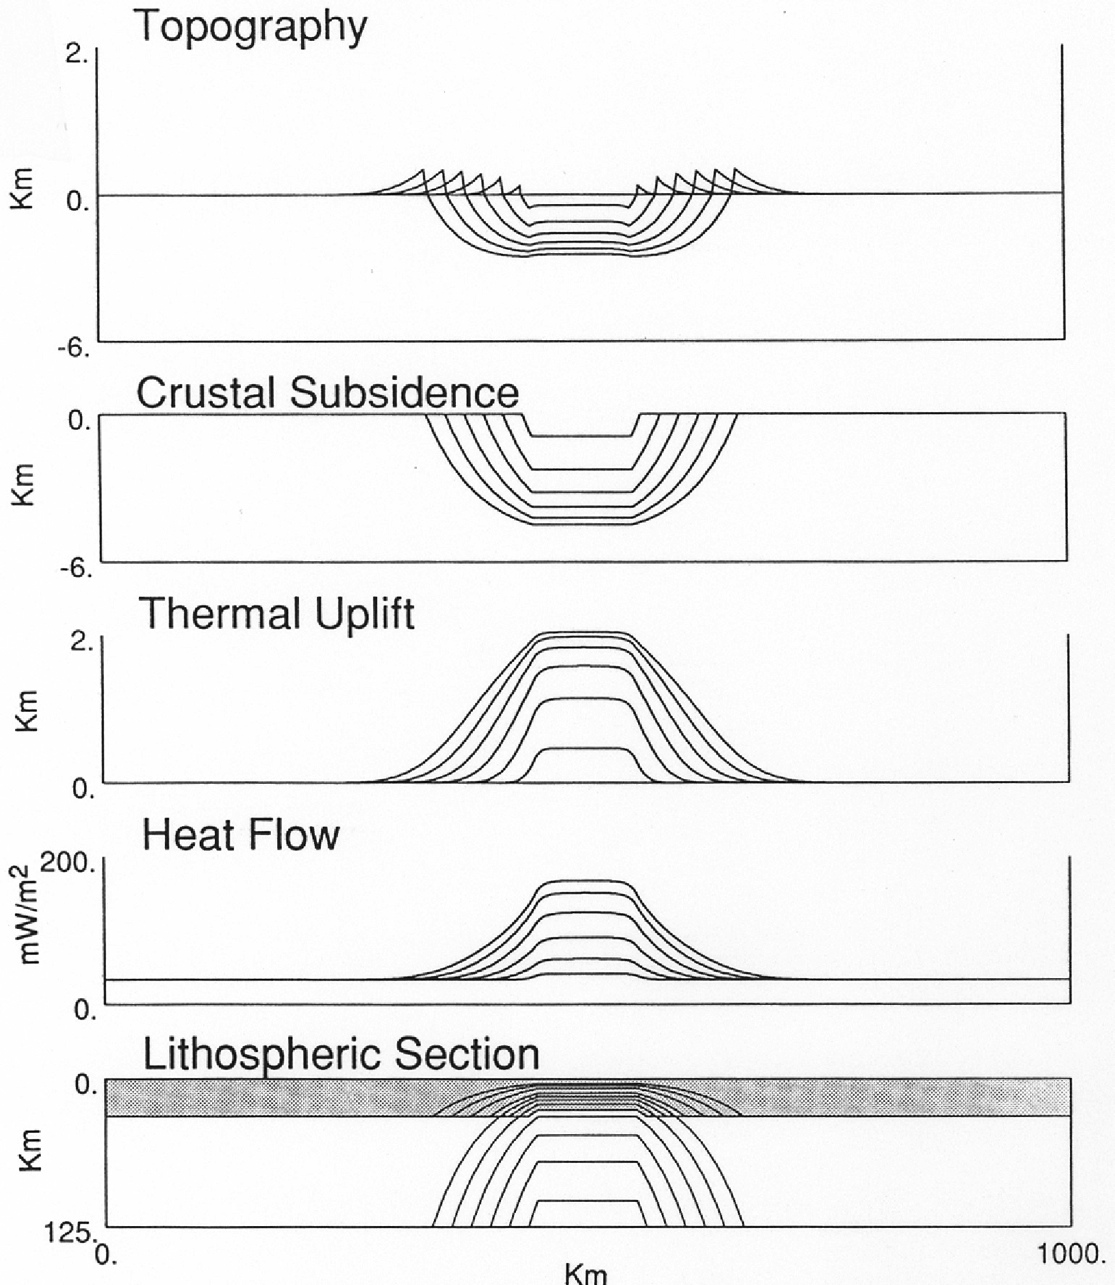 Topography
2.
Km
0.
-6.
Crustal Subsidence
0.
Km
-6.
Thermal Uplift
2.
Km
0.
Heat Flow
200.
mW/m2
0.
Lithospheric Section
0.
Km
125.
0.
1000.
Km